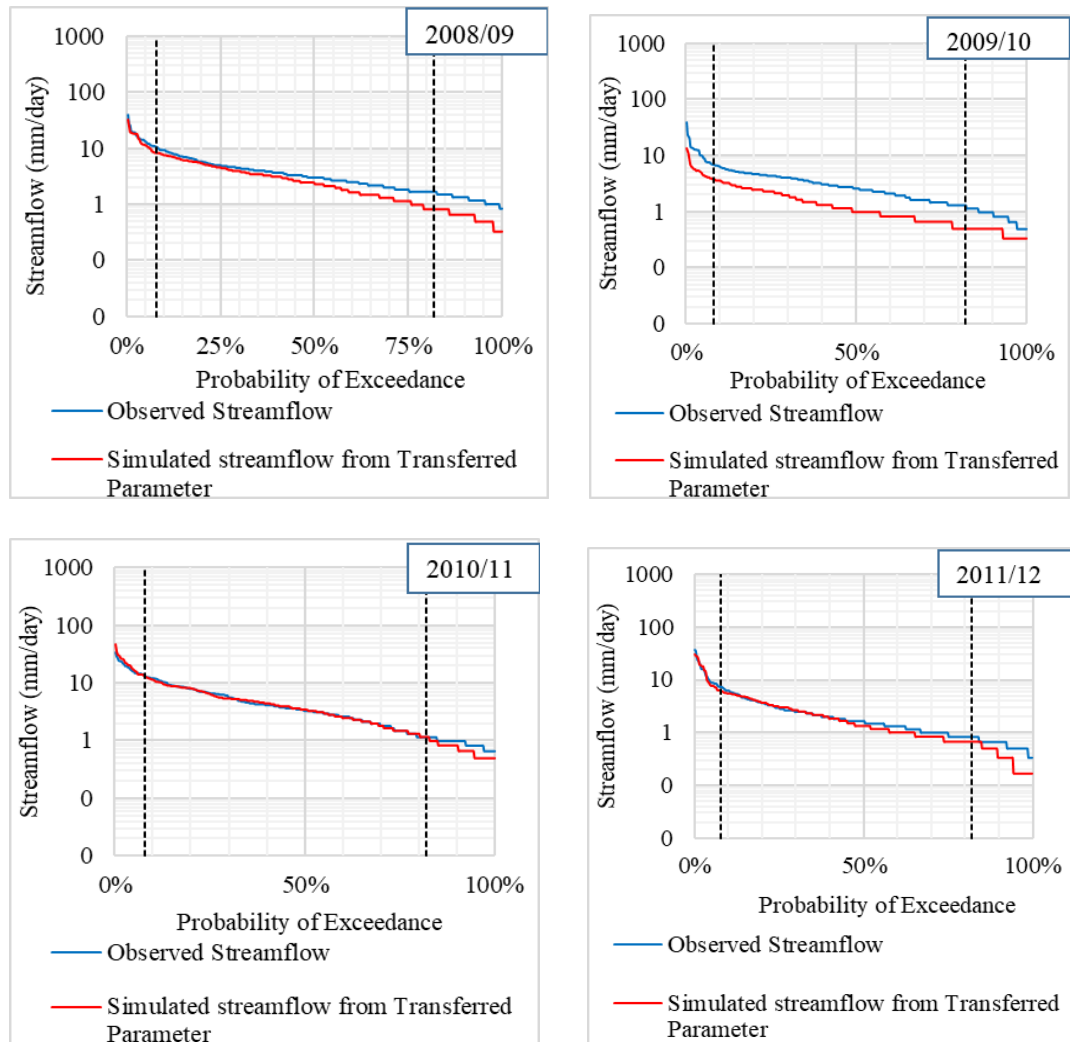 2008/09
1000
100
10
1
0
0
Streamflow (mm/day)
0%
25%
50%
75%
100%
Probability of Exceedance
Observed Streamflow
Simulated streamflow from Transferred
Parameter
2009/10
1000
100
10
1
0
0
Streamflow (mm/day)
0%
50%
100%
Probability of Exceedance
Observed Streamflow
Simulated streamflow from Transferred
Parameter
2010/11
1000
100
10
1
0
0
Streamflow (mm/day)
0%
50%
100%
Probability of Exceedance
Observed Streamflow
Simulated streamflow from Transferred
Parameter
2011/12
1000
100
10
1
0
0
Streamflow (mm/day)
0%
50%
100%
Probability of Exceedance
Observed Streamflow
Simulated streamflow from Transferred
Parameter